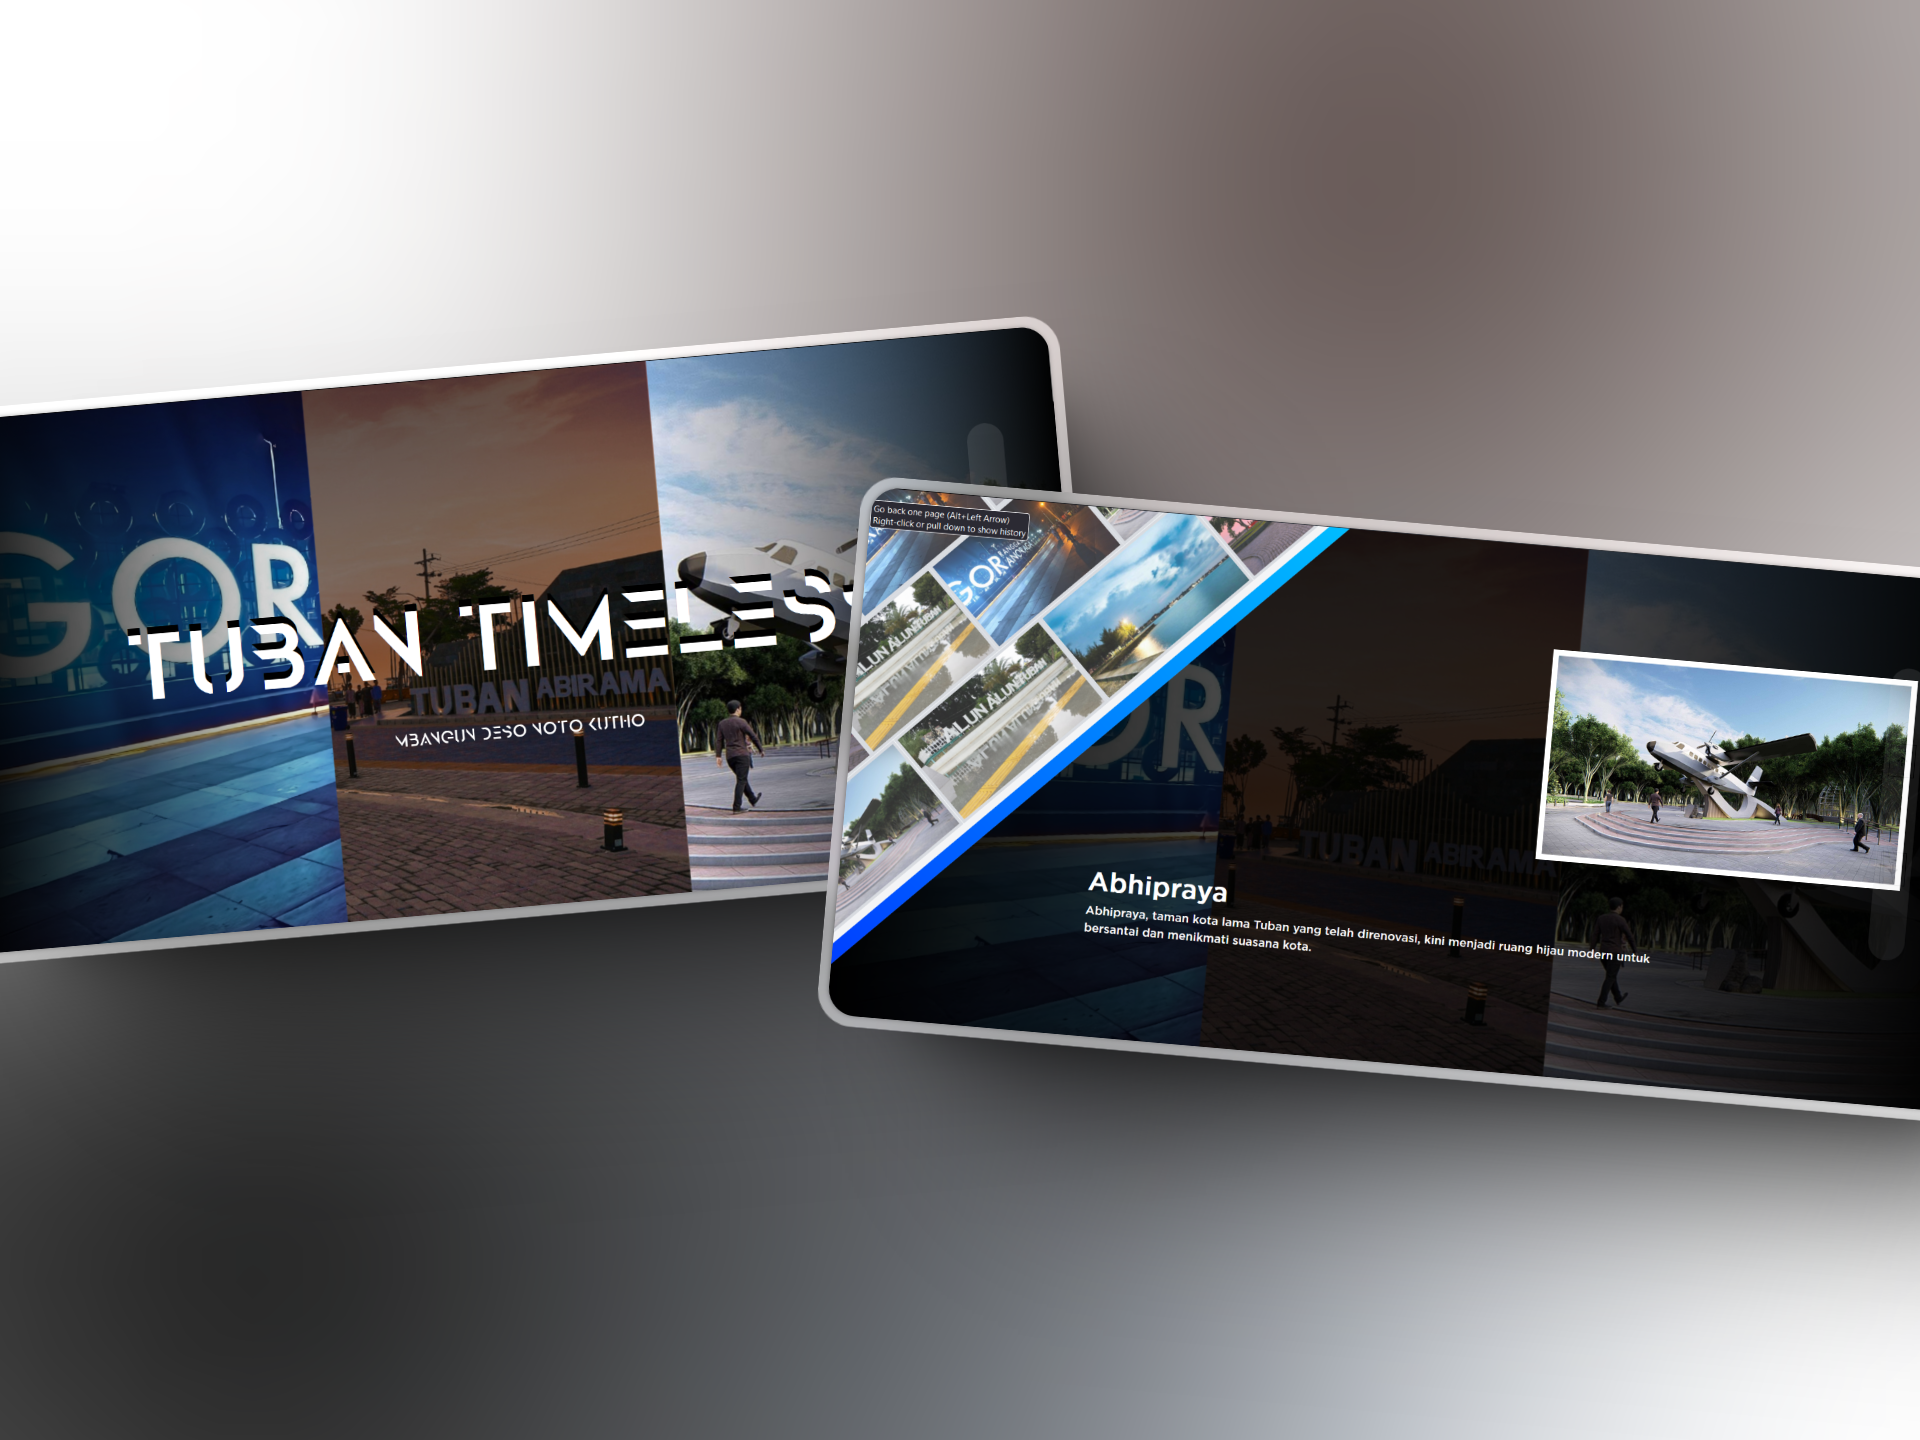 GOR
TUBAN TIMELESS
TUBAN ABIRAMA
MBANGUN DESO NOTO KUTHO
Go back one page (Alt+Left Arrow)
Right-click or pull down to show history
GOR
ALUN ALUN TUBAN
ALUN ALUN TUBAN
OR
TUBAN ABIRAMA
Abhipraya
Abhipraya, taman kota lama Tuban yang telah direnovasi, kini menjadi ruang hijau modern untuk
bersantai dan menikmati suasana kota.